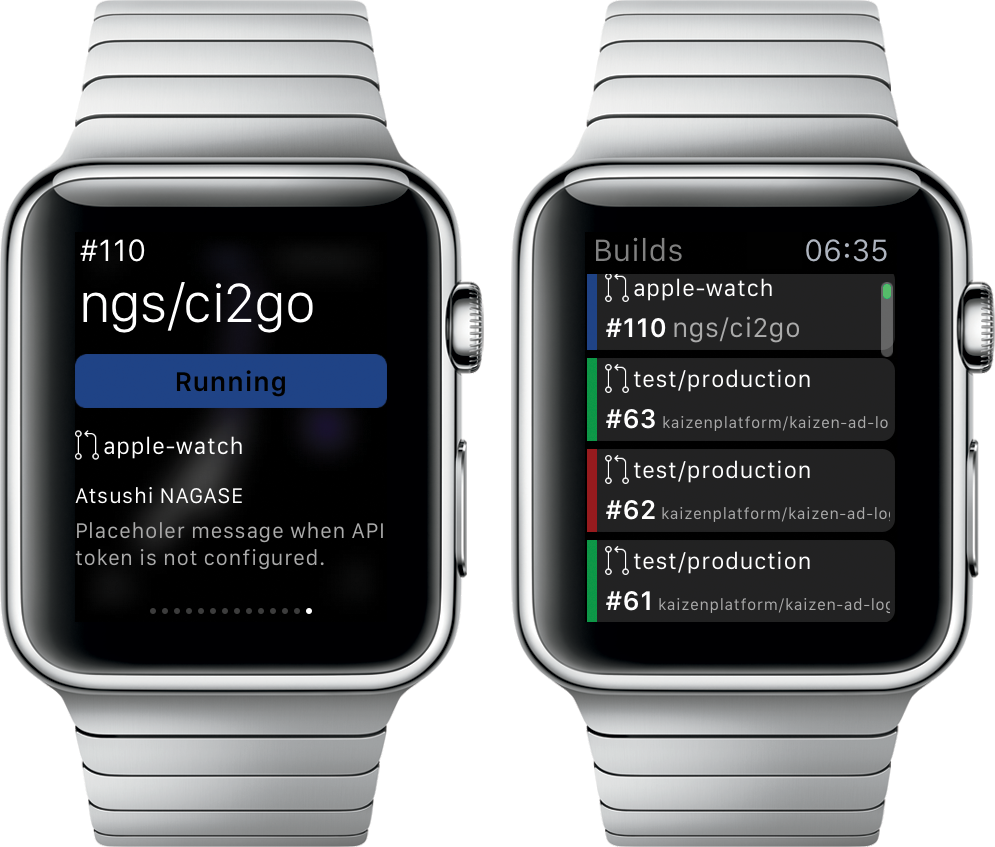 #110
ngs/ci2go
Running
apple-watch
Atsushi NAGASE
Placeholer message when API
token is not configured.
Builds 06:35
apple-watch
#110 ngs/ci2go
test/production
#63 kaizenplatform/kaizen-ad-lo
test/production
#62 kaizenplatform/kaizen-ad-log
test/production
#61 kaizenplatform/kaizen-ad-log